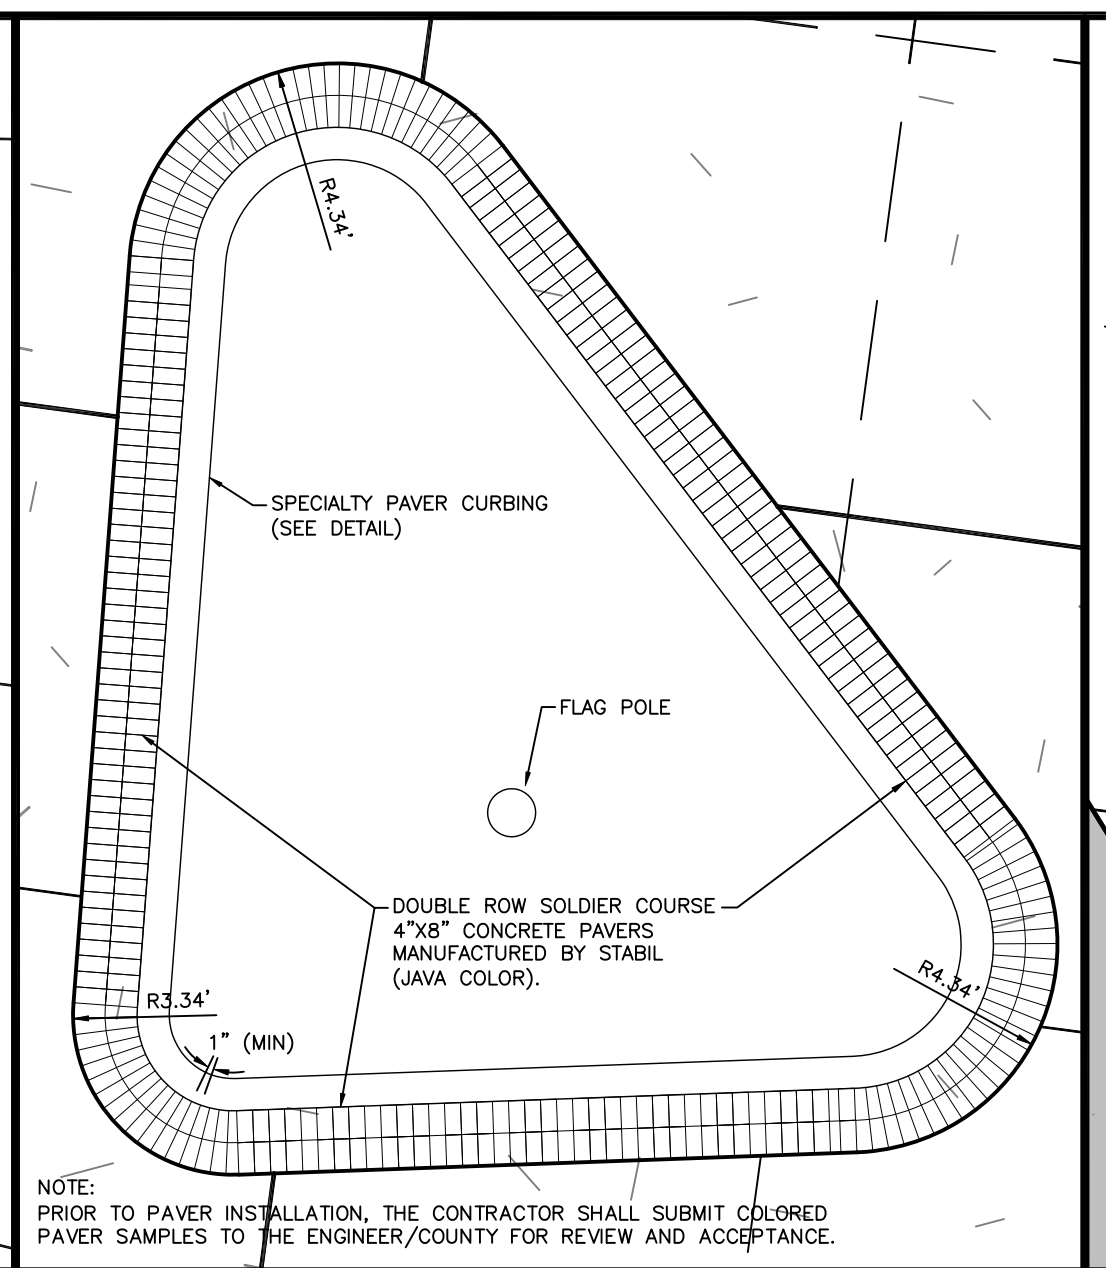 R4.34'
SPECIALTY PAVER CURBING
(SEE DETAIL)
FLAG POLE
DOUBLE ROW SOLDIER COURSE
4"X8" CONCRETE PAVERS
MANUFACTURED BY STABIL
(JAVA COLOR).
R4.34'
R3.34'
1" (MIN)
NOTE:
PRIOR TO PAVER INSTALLATION, THE CONTRACTOR SHALL SUBMIT COLORED
PAVER SAMPLES TO THE ENGINEER/COUNTY FOR REVIEW AND ACCEPTANCE.